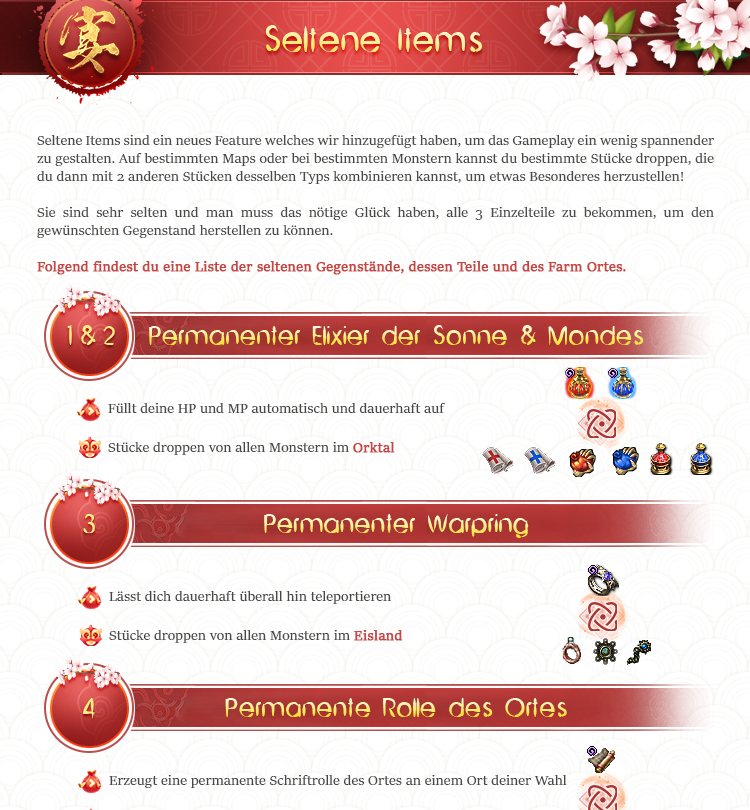 宴
Seltene Items
Seltene Items sind ein neues Feature welches wir hinzugefügt haben, um das Gameplay ein wenig spannender
zu gestalten. Auf bestimmten Maps oder bei bestimmten Monstern kannst du bestimmte Stücke droppen, die
du dann mit 2 anderen Stücken desselben Typs kombinieren kannst, um etwas Besonderes herzustellen!
Sie sind sehr selten und man muss das nötige Glück haben, alle 3 Einzelteile zu bekommen, um den
gewünschten Gegenstand herstellen zu können.
Folgend findest du eine Liste der seltenen Gegenstände, dessen Teile und des Farm Ortes.
1 & 2 Permanenter Elixier der Sonne & Mondes
Füllt deine HP und MP automatisch und dauerhaft auf
Stücke droppen von allen Monstern im Orktal
3 Permanenter Warpring
Lässt dich dauerhaft überall hin teleportieren
Stücke droppen von allen Monstern im Eisland
4 Permanente Rolle des Ortes
Erzeugt eine permanente Schriftrolle des Ortes an einem Ort deiner Wahl